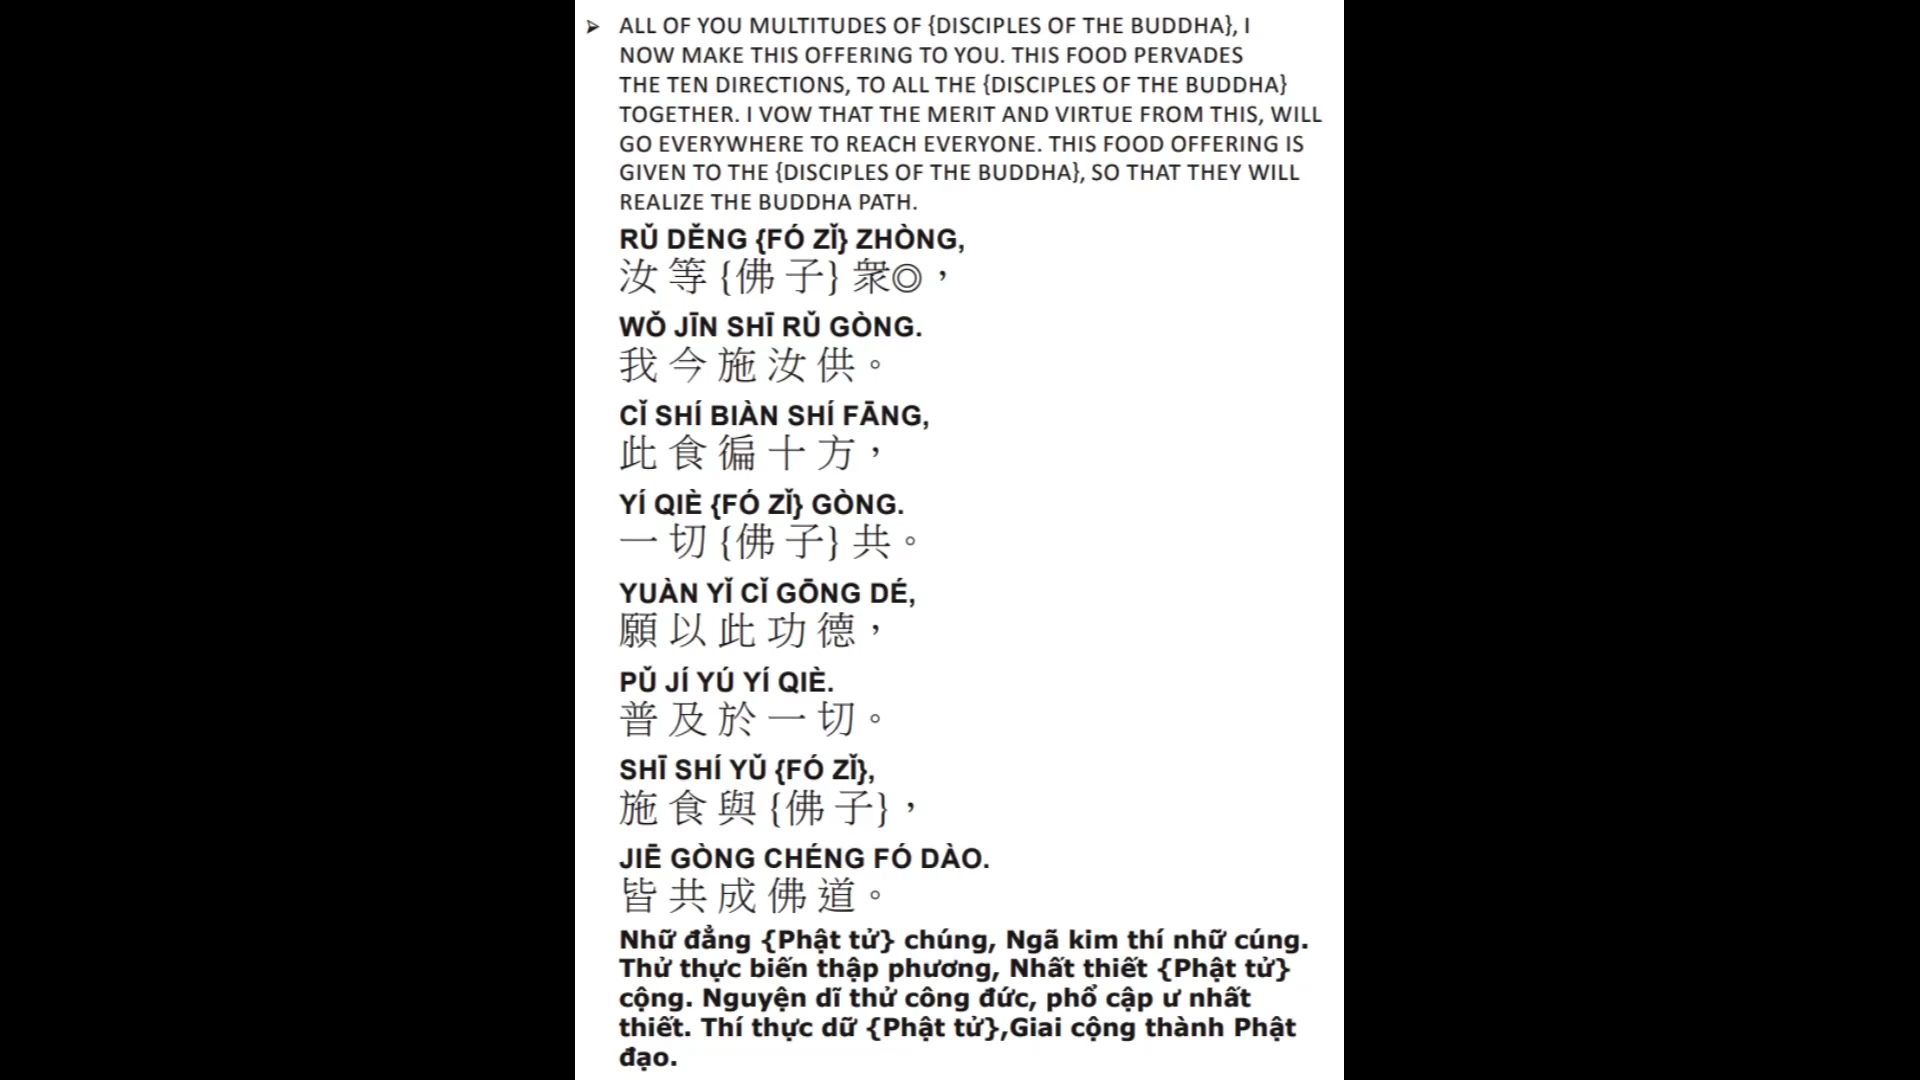 ➢ ALL OF YOU MULTITUDES OF {DISCIPLES OF THE BUDDHA}, I
NOW MAKE THIS OFFERING TO YOU. THIS FOOD PERVADES
THE TEN DIRECTIONS, TO ALL THE {DISCIPLES OF THE BUDDHA}
TOGETHER. I VOW THAT THE MERIT AND VIRTUE FROM THIS, WILL
GO EVERYWHERE TO REACH EVERYONE. THIS FOOD OFFERING IS
GIVEN TO THE {DISCIPLES OF THE BUDDHA}, SO THAT THEY WILL
REALIZE THE BUDDHA PATH.
RǓ DĚNG {FÓ ZǏ} ZHÒNG,
汝 等 {佛 子} 衆◎，
WǑ JĪN SHĪ RǓ GÒNG.
我 今 施 汝 供。
CǏ SHÍ BIÀN SHÍ FĀNG,
此 食 徧 十 方，
YÍ QIÈ {FÓ ZǏ} GÒNG.
一 切 {佛 子} 共。
YUÀN YǏ CǏ GŌNG DÉ,
願 以 此 功 德，
PǓ JÍ YÚ YÍ QIÈ.
普 及 於 一 切。
SHĪ SHÍ YǓ {FÓ ZǏ},
施 食 與 {佛 子}，
JIĒ GÒNG CHÉNG FÓ DÀO.
皆 共 成 佛 道。
Nhữ đẳng {Phật tử} chúng, Ngã kim thí nhữ cúng.
Thử thực biến thập phương, Nhất thiết {Phật tử}
cộng. Nguyện dĩ thử công đức, phổ cập ư nhất
thiết. Thí thực dữ {Phật tử},Giai cộng thành Phật
đạo.